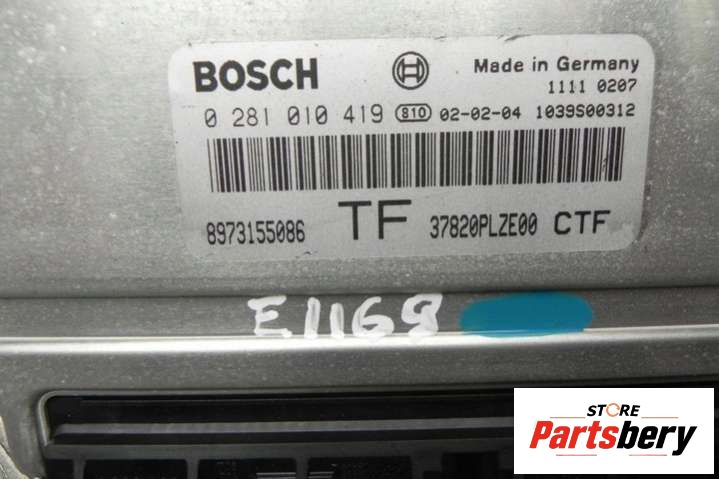 BOSCH Made in Germany
1111 0207
0 281 010 419 810 02-02-04 1039S00312
8973155086 TF 37820PLZE00 CTF
E1168
STORE
Partsbery